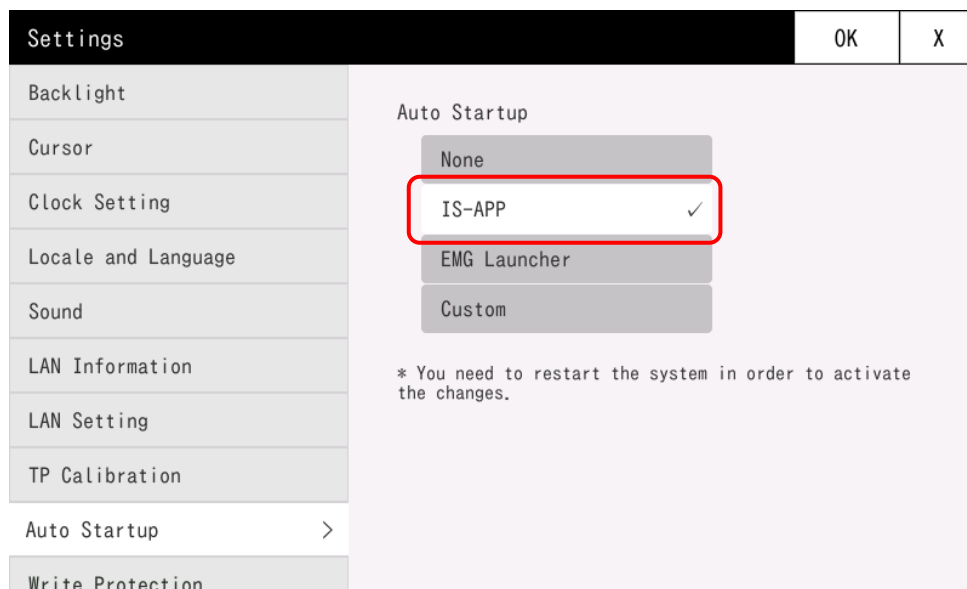 Settings
OK
X
Backlight
Cursor
Clock Setting
Locale and Language
Sound
LAN Information
LAN Setting
TP Calibration
Auto Startup
>
Write Protection
Auto Startup
None
IS-APP ✓
EMG Launcher
Custom
* You need to restart the system in order to activate
the changes.